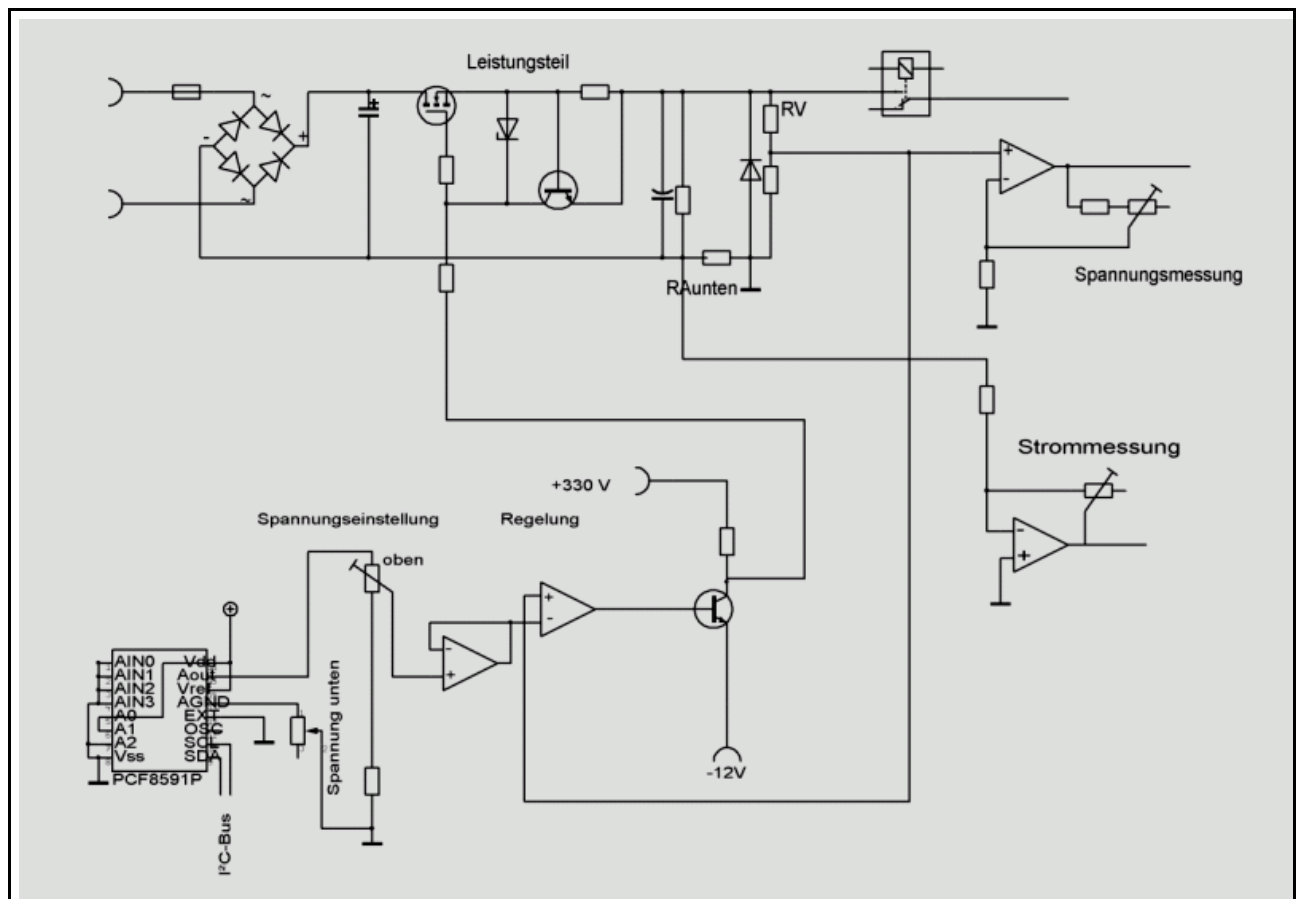 Leistungsteil
~
-
+
+
~
RV
RAunten
+
-
Spannungsmessung
Strommessung
-
+
+330 V
Spannungseinstellung
Regelung
oben
+
-
-
+
-12V
Spannung unten
AIN0 Vdd
AIN1 Aout
AIN2 Vref
AIN3 AGND
A0 EXT
A1 OSC
A2 SCL
Vss SDA
PCF8591P
I²C-Bus